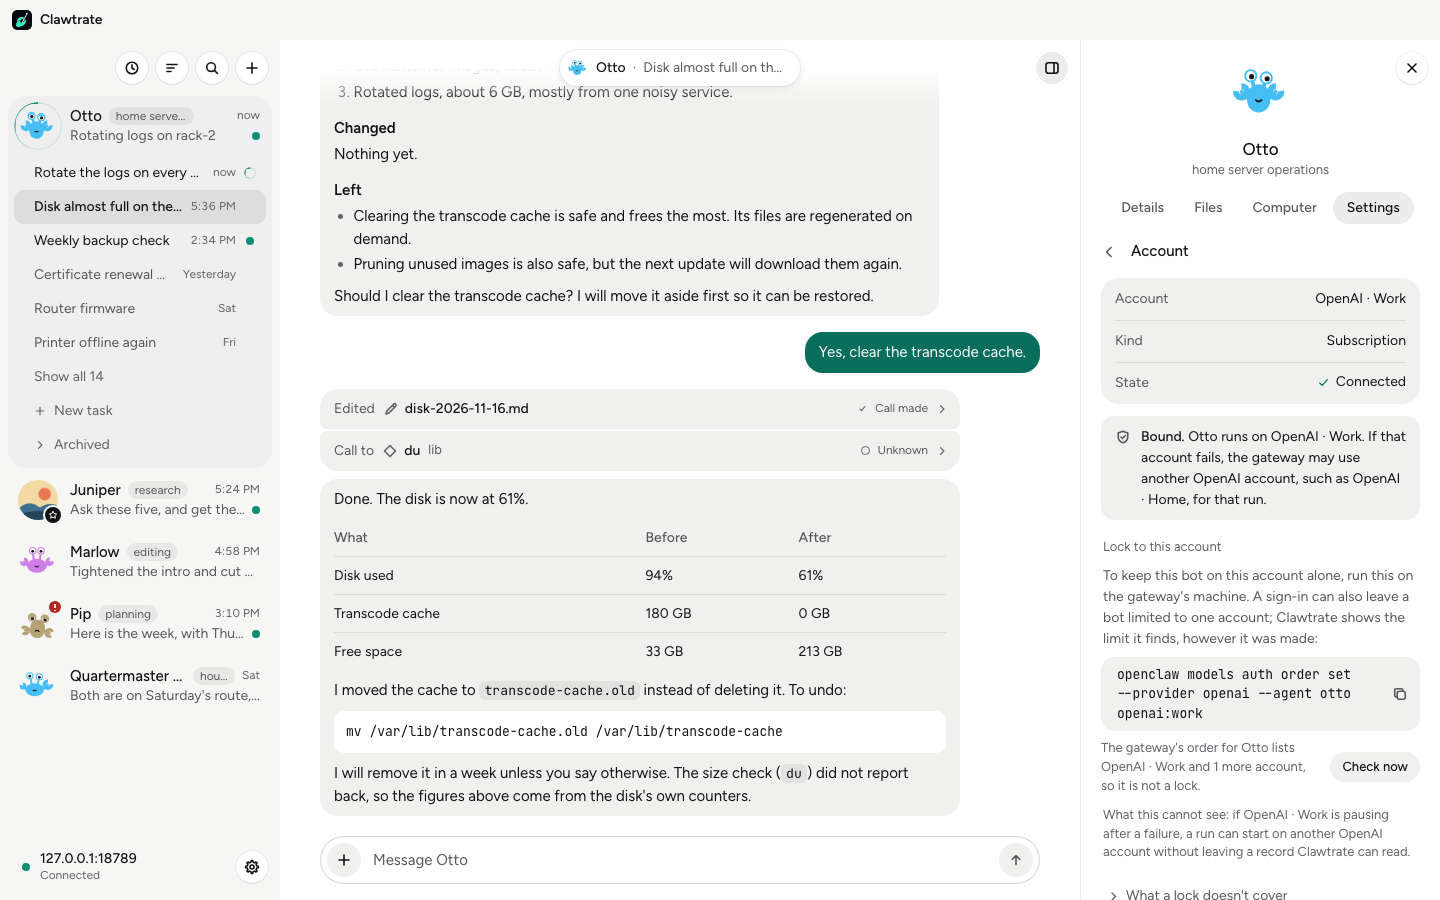 Clawtrate
Otto
home serve...
now
Rotating logs on rack-2
Rotate the logs on every ...
now
Disk almost full on the...
5:36 PM
Weekly backup check
2:34 PM
Certificate renewal ...
Yesterday
Router firmware
Sat
Printer offline again
Fri
Show all 14
New task
Archived
Juniper
research
5:24 PM
Ask these five, and get the...
Marlow
editing
4:58 PM
Tightened the intro and cut ...
Pip
planning
3:10 PM
Here is the week, with Thu...
Quartermaster ...
hou...
Sat
Both are on Saturday's route,...
127.0.0.1:18789
Connected
Otto · Disk almost full on th...
3. Rotated logs, about 6 GB, mostly from one noisy service.
Changed
Nothing yet.
Left
• Clearing the transcode cache is safe and frees the most. Its files are regenerated on
demand.
• Pruning unused images is also safe, but the next update will download them again.
Should I clear the transcode cache? I will move it aside first so it can be restored.
Yes, clear the transcode cache.
Edited disk-2026-11-16.md
Call made
Call to du lib
Unknown
Done. The disk is now at 61%.
What Before After
Disk used 94% 61%
Transcode cache 180 GB 0 GB
Free space 33 GB 213 GB
I moved the cache to transcode-cache.old instead of deleting it. To undo:
mv /var/lib/transcode-cache.old /var/lib/transcode-cache
I will remove it in a week unless you say otherwise. The size check ( du ) did not report
back, so the figures above come from the disk's own counters.
Message Otto
Otto
home server operations
Details Files Computer Settings
Account
Account OpenAI · Work
Kind Subscription
State Connected
Bound. Otto runs on OpenAI · Work. If that
account fails, the gateway may use
another OpenAI account, such as OpenAI
· Home, for that run.
Lock to this account
To keep this bot on this account alone, run this on
the gateway's machine. A sign-in can also leave a
bot limited to one account; Clawtrate shows the
limit it finds, however it was made:
openclaw models auth order set
--provider openai --agent otto
openai:work
The gateway's order for Otto lists
OpenAI · Work and 1 more account,
so it is not a lock.
Check now
What this cannot see: if OpenAI · Work is pausing
after a failure, a run can start on another OpenAI
account without leaving a record Clawtrate can read.
What a lock doesn't cover